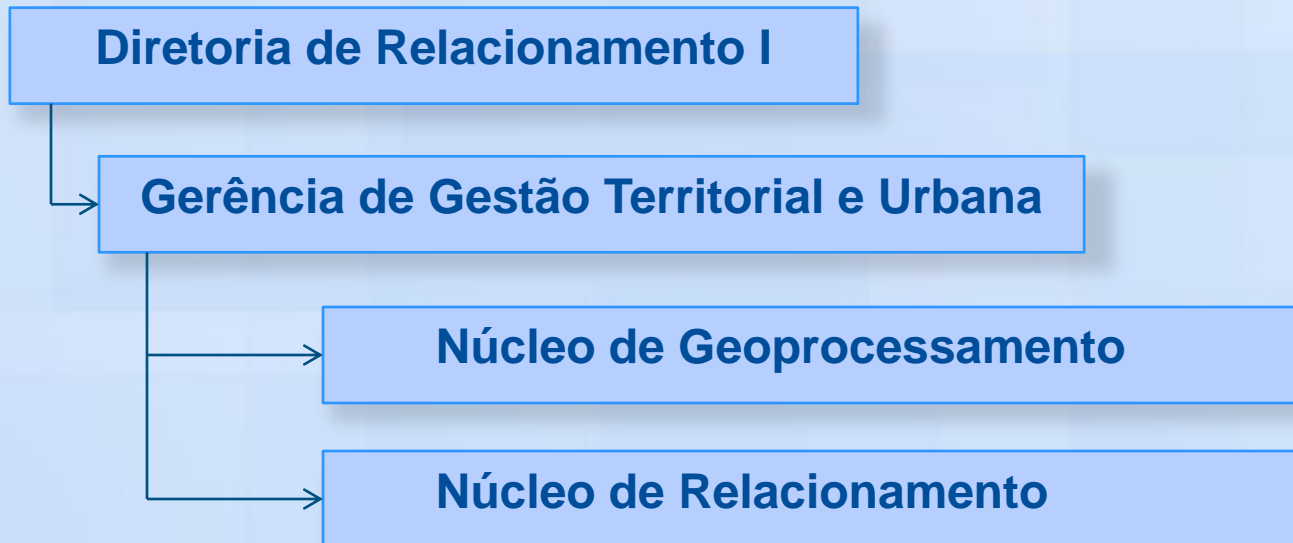 Diretoria de Relacionamento I
Gerência de Gestão Territorial e Urbana
Núcleo de Geoprocessamento
Núcleo de Relacionamento